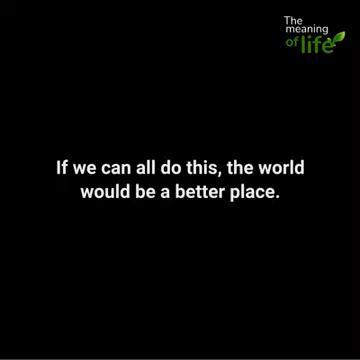 The
meaning
of life
If we can all do this, the world
would be a better place.